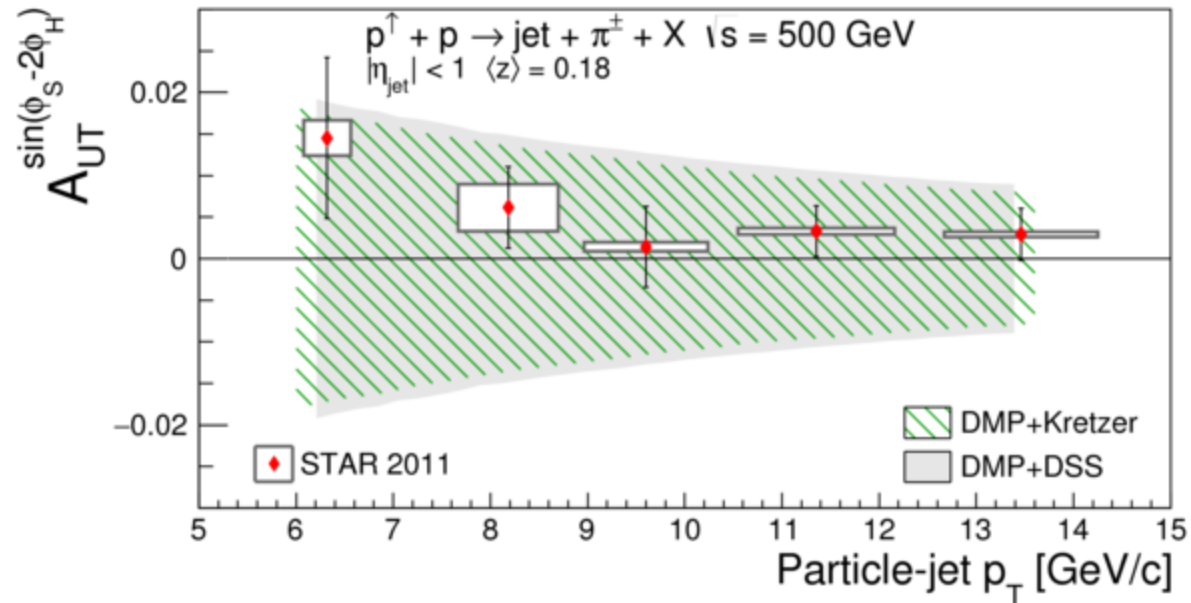 A_UT^sin(ϕ_S-2ϕ_H)
p^↑ + p → jet + π^± + X √s = 500 GeV
|η_jet| < 1 ⟨z⟩ = 0.18
0.02
0
−0.02
STAR 2011
DMP+Kretzer
DMP+DSS
5 6 7 8 9 10 11 12 13 14 15
Particle-jet p_T [GeV/c]